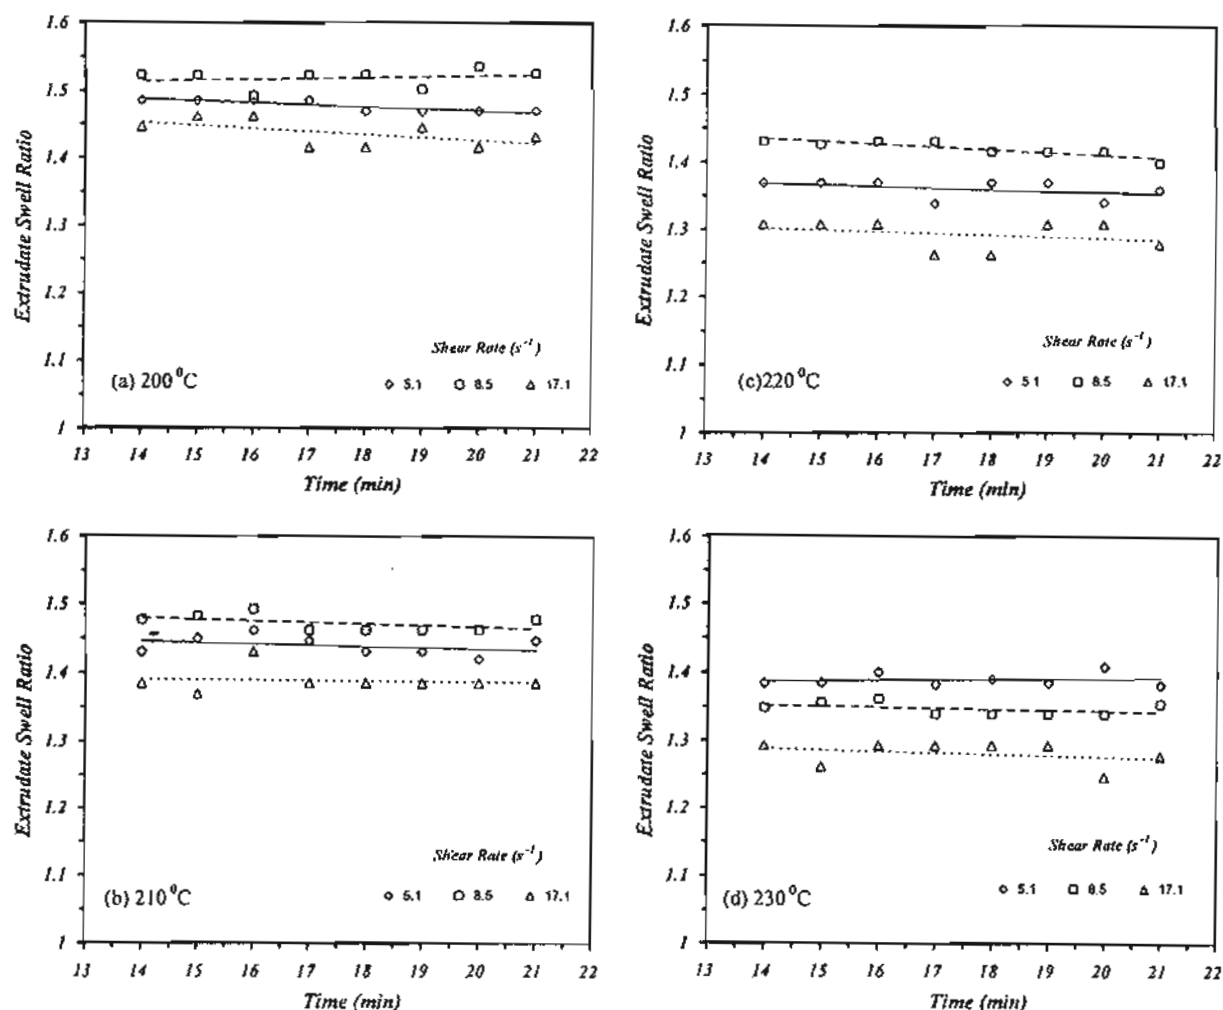 1.6
1.5
1.4
1.3
1.2
1.1
1
Extrudate Swell Ratio
Shear Rate (s⁻¹)
(a) 200 ⁰C
5.1 8.5 17.1
13 14 15 16 17 18 19 20 21 22
Time (min)
1.6
1.5
1.4
1.3
1.2
1.1
1
Extrudate Swell Ratio
Shear Rate (s⁻¹)
(c)220 ⁰C
5.1 8.5 17.1
13 14 15 16 17 18 19 20 21 22
Time (min)
1.6
1.5
1.4
1.3
1.2
1.1
1
Extrudate Swell Ratio
Shear Rate (s⁻¹)
(b) 210 ⁰C
5.1 8.5 17.1
13 14 15 16 17 18 19 20 21 22
Time (min)
1.6
1.5
1.4
1.3
1.2
1.1
1
Extrudate Swell Ratio
Shear Rate (s⁻¹)
(d) 230 ⁰C
5.1 8.5 17.1
13 14 15 16 17 18 19 20 21 22
Time (min)